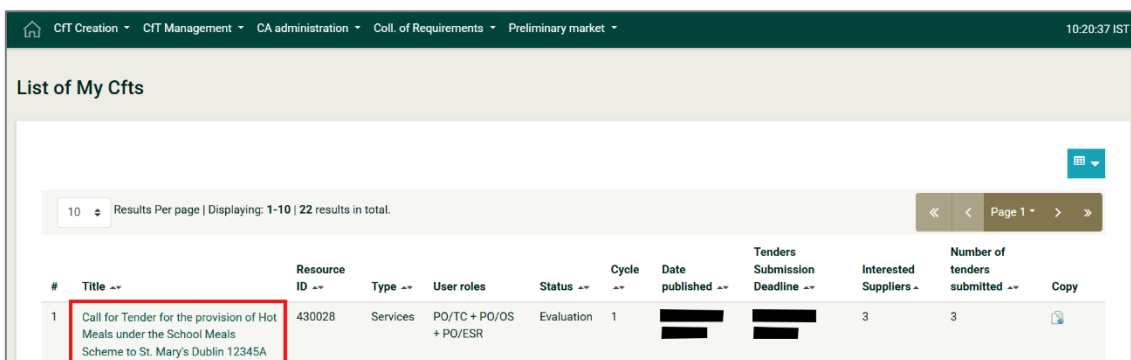 CfT Creation CfT Management CA administration Coll. of Requirements Preliminary market 10:20:37 IST
List of My Cfts
10 Results Per page | Displaying: 1-10 | 22 results in total. « < Page 1 > »
# Title Resource ID Type User roles Status Cycle Date published Tenders Submission Deadline Interested Suppliers Number of tenders submitted Copy
1 Call for Tender for the provision of Hot 430028 Services PO/TC + PO/OS Evaluation 1 3 3
Meals under the School Meals + PO/ESR
Scheme to St. Mary's Dublin 12345A